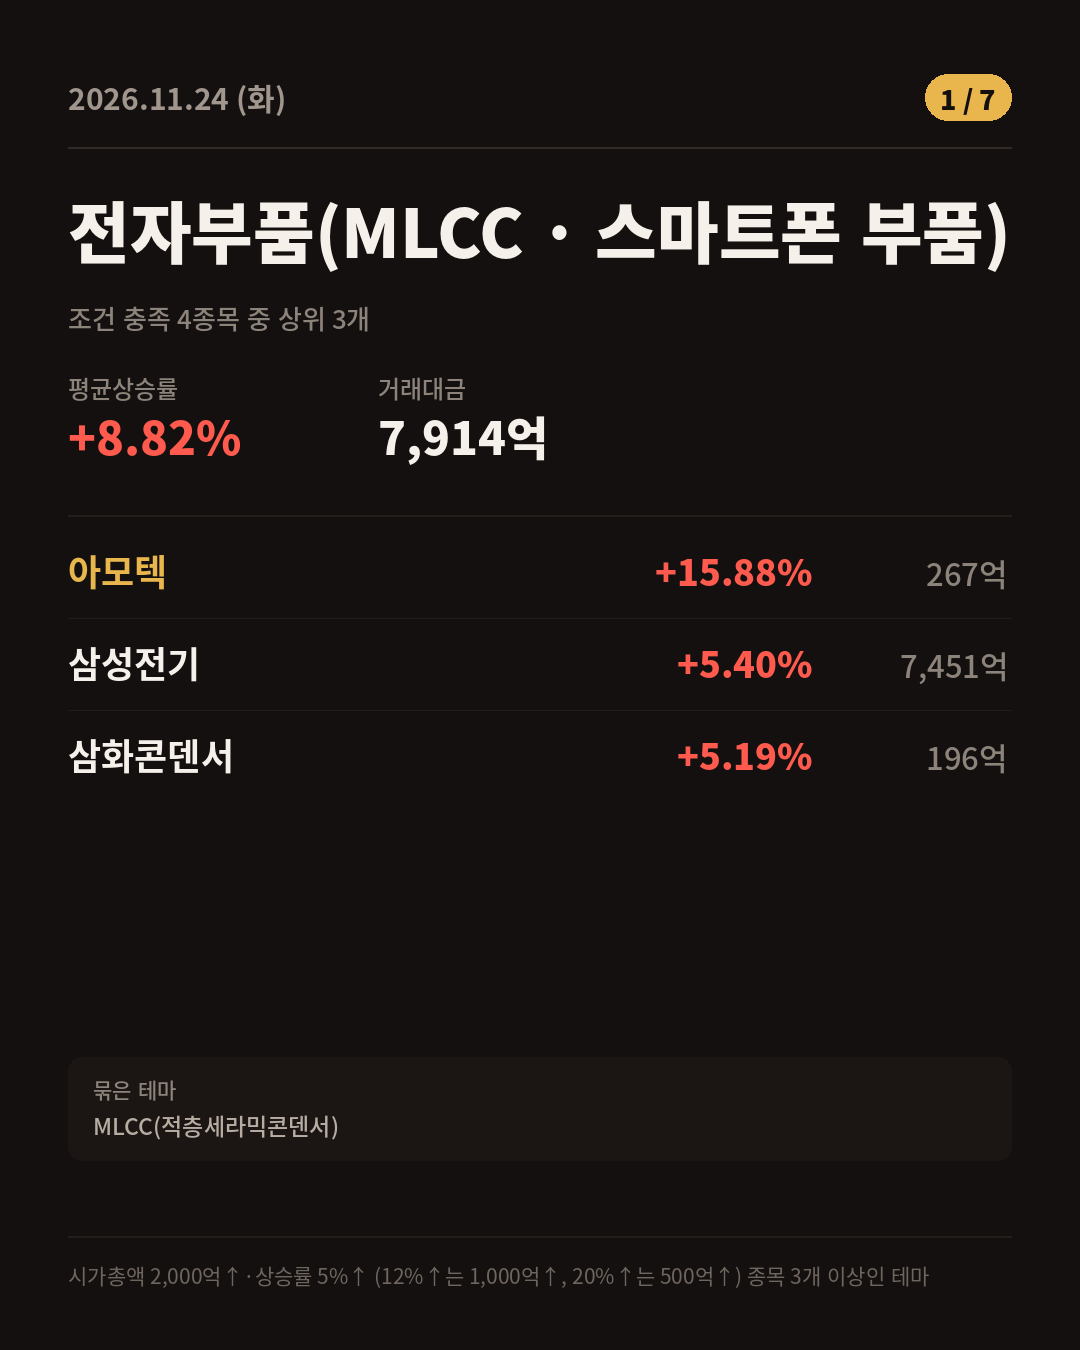 2026.11.24 (화)
1 / 7
전자부품(MLCC · 스마트폰 부품)
조건 충족 4종목 중 상위 3개
평균상승률 거래대금
+8.82% 7,914억
아모텍 +15.88% 267억
삼성전기 +5.40% 7,451억
삼화콘덴서 +5.19% 196억
묶은 테마
MLCC(적층세라믹콘덴서)
시가총액 2,000억↑ · 상승률 5%↑ (12%↑는 1,000억↑, 20%↑는 500억↑) 종목 3개 이상인 테마